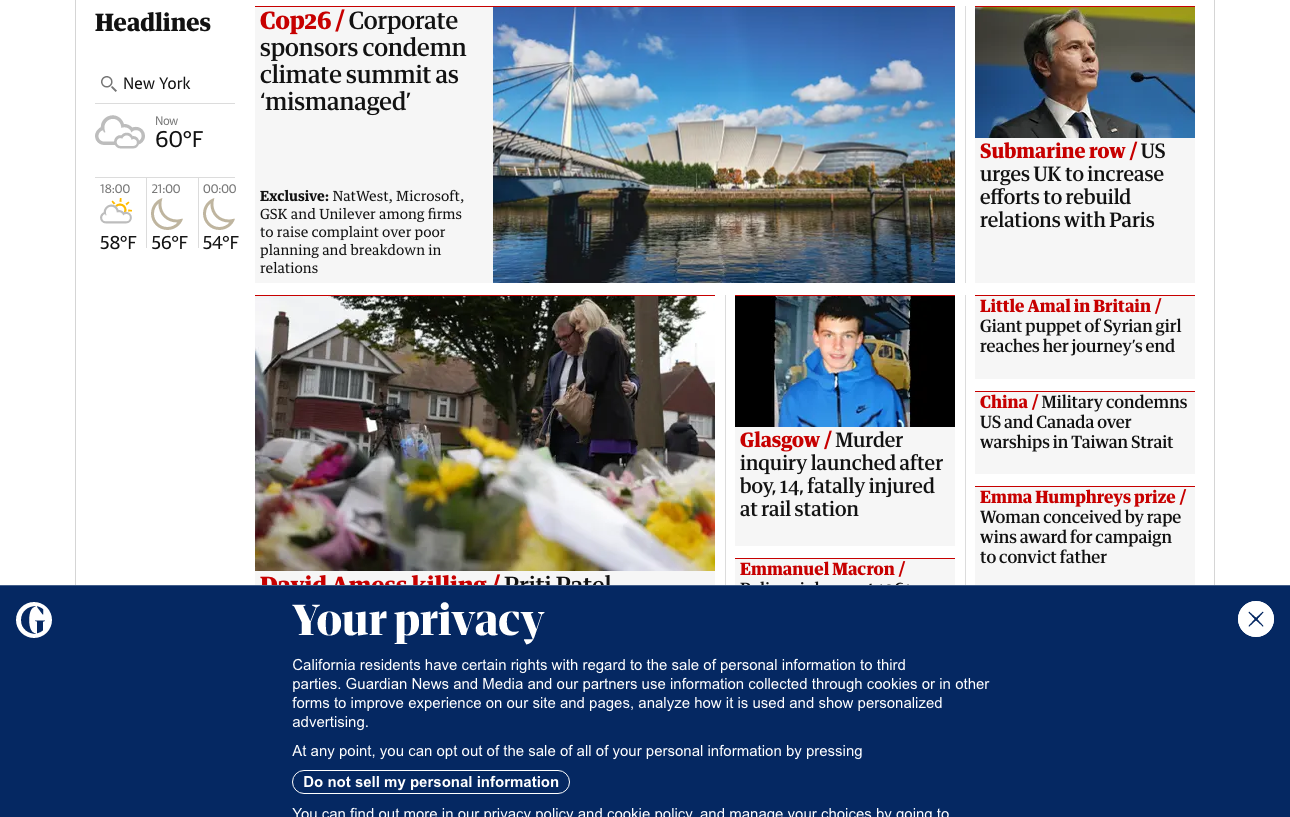 Headlines
New York
Now
60°F
18:00
21:00
00:00
58°F
56°F
54°F
Cop26 / Corporate
sponsors condemn
climate summit as
‘mismanaged’
Exclusive: NatWest, Microsoft,
GSK and Unilever among firms
to raise complaint over poor
planning and breakdown in
relations
Submarine row / US
urges UK to increase
efforts to rebuild
relations with Paris
David Amess killing / Priti Patel
Glasgow / Murder
inquiry launched after
boy, 14, fatally injured
at rail station
Emmanuel Macron /
Little Amal in Britain /
Giant puppet of Syrian girl
reaches her journey’s end
China / Military condemns
US and Canada over
warships in Taiwan Strait
Emma Humphreys prize /
Woman conceived by rape
wins award for campaign
to convict father
Your privacy
California residents have certain rights with regard to the sale of personal information to third
parties. Guardian News and Media and our partners use information collected through cookies or in other
forms to improve experience on our site and pages, analyze how it is used and show personalized
advertising.
At any point, you can opt out of the sale of all of your personal information by pressing
Do not sell my personal information
You can find out more in our privacy policy and cookie policy, and manage your choices by going to